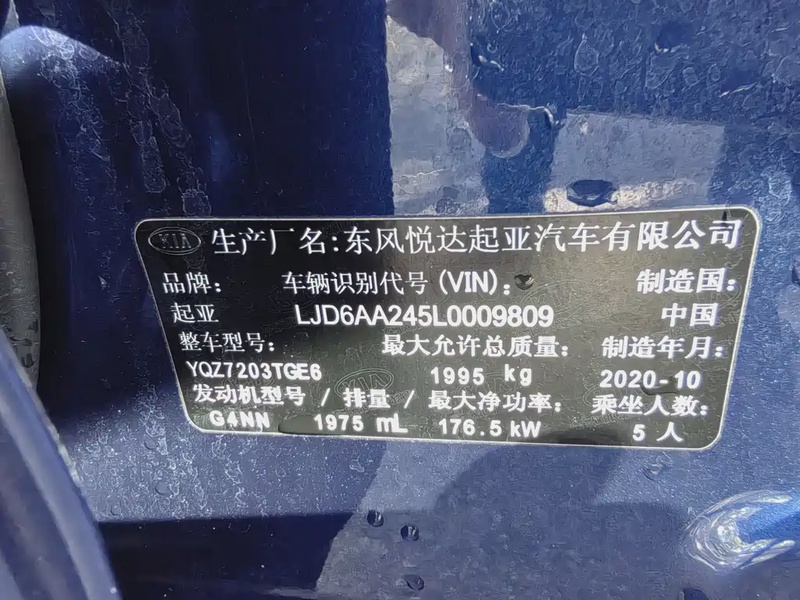 KIA 生产厂名:东风悦达起亚汽车有限公司
品牌: 车辆识别代号(VIN): 制造国:
起亚 LJD6AA245L0009809 中国
整车型号: 最大允许总质量: 制造年月:
YQZ7203TGE6 1995 kg 2020-10
发动机型号 / 排量 / 最大净功率: 乘坐人数:
G4NN 1975 mL 176.5 kW 5 人